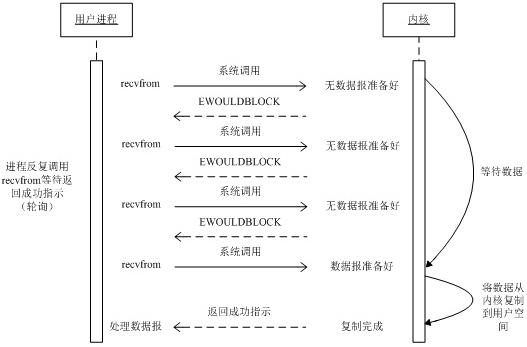 用户进程
内核
系统调用
recvfrom
无数据报准备好
EWOULDBLOCK
系统调用
recvfrom
无数据报准备好
EWOULDBLOCK
进程反复调用
recvfrom等待返
回成功指示
（轮询）
等待数据
系统调用
recvfrom
无数据报准备好
EWOULDBLOCK
系统调用
recvfrom
数据报准备好
将数据从
内核复制
到用户空
间
返回成功指示
处理数据报
复制完成